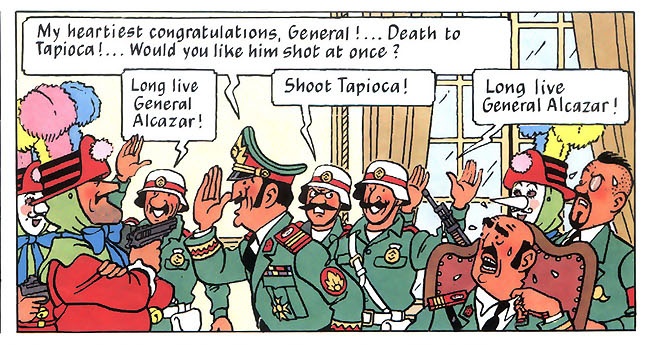 My heartiest congratulations, General!... Death to
Tapioca!... Would you like him shot at once?
Long live
General
Alcazar!
Shoot Tapioca!
Long live
General Alcazar!